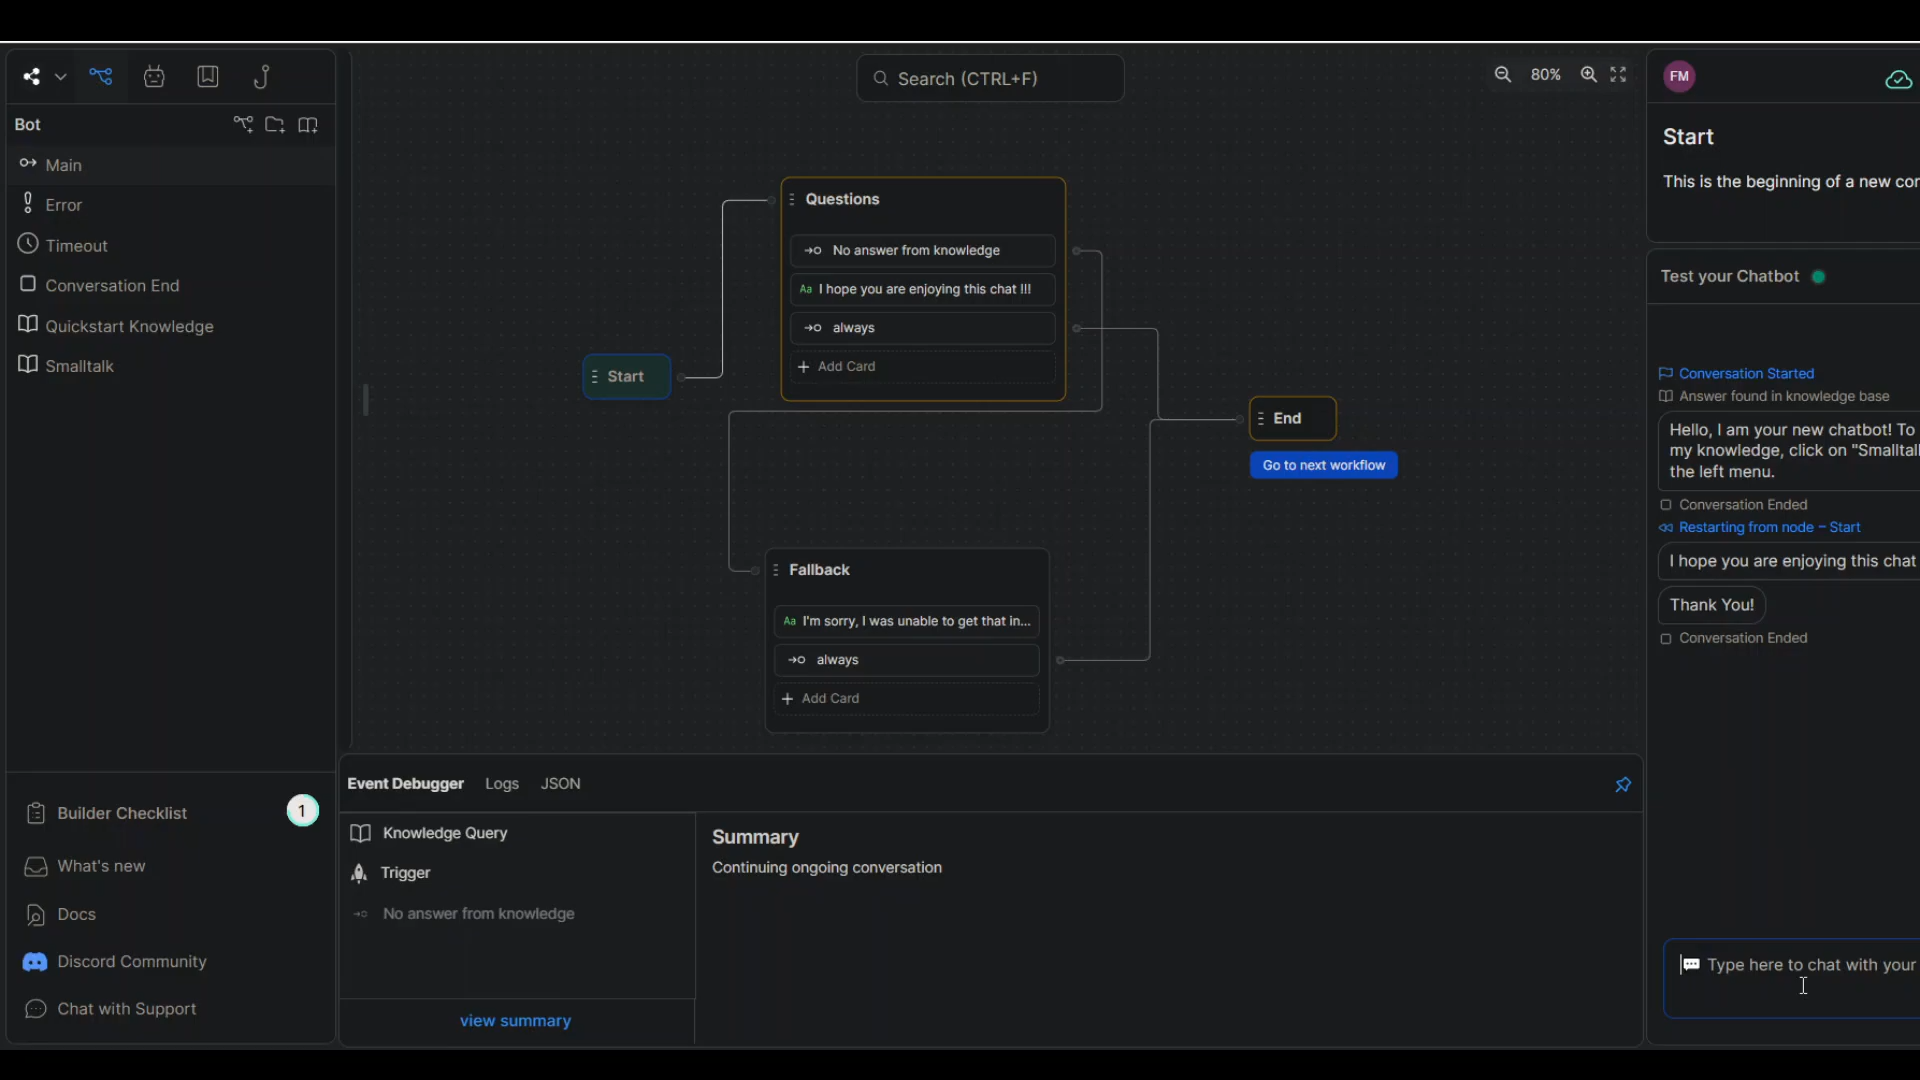 Search (CTRL+F)
80%
FM
Bot
Main
Error
Timeout
Conversation End
Quickstart Knowledge
Smalltalk
Builder Checklist
1
What's new
Docs
Discord Community
Chat with Support
Start
Questions
No answer from knowledge
Aa I hope you are enjoying this chat !!!
always
+ Add Card
End
Go to next workflow
Fallback
Aa I'm sorry, I was unable to get that in...
always
+ Add Card
Event Debugger Logs JSON
Knowledge Query
Trigger
No answer from knowledge
view summary
Summary
Continuing ongoing conversation
Start
This is the beginning of a new con
Test your Chatbot
Conversation Started
Answer found in knowledge base
Hello, I am your new chatbot! To
my knowledge, click on "Smalltal
the left menu.
Conversation Ended
Restarting from node – Start
I hope you are enjoying this chat
Thank You!
Conversation Ended
Type here to chat with your